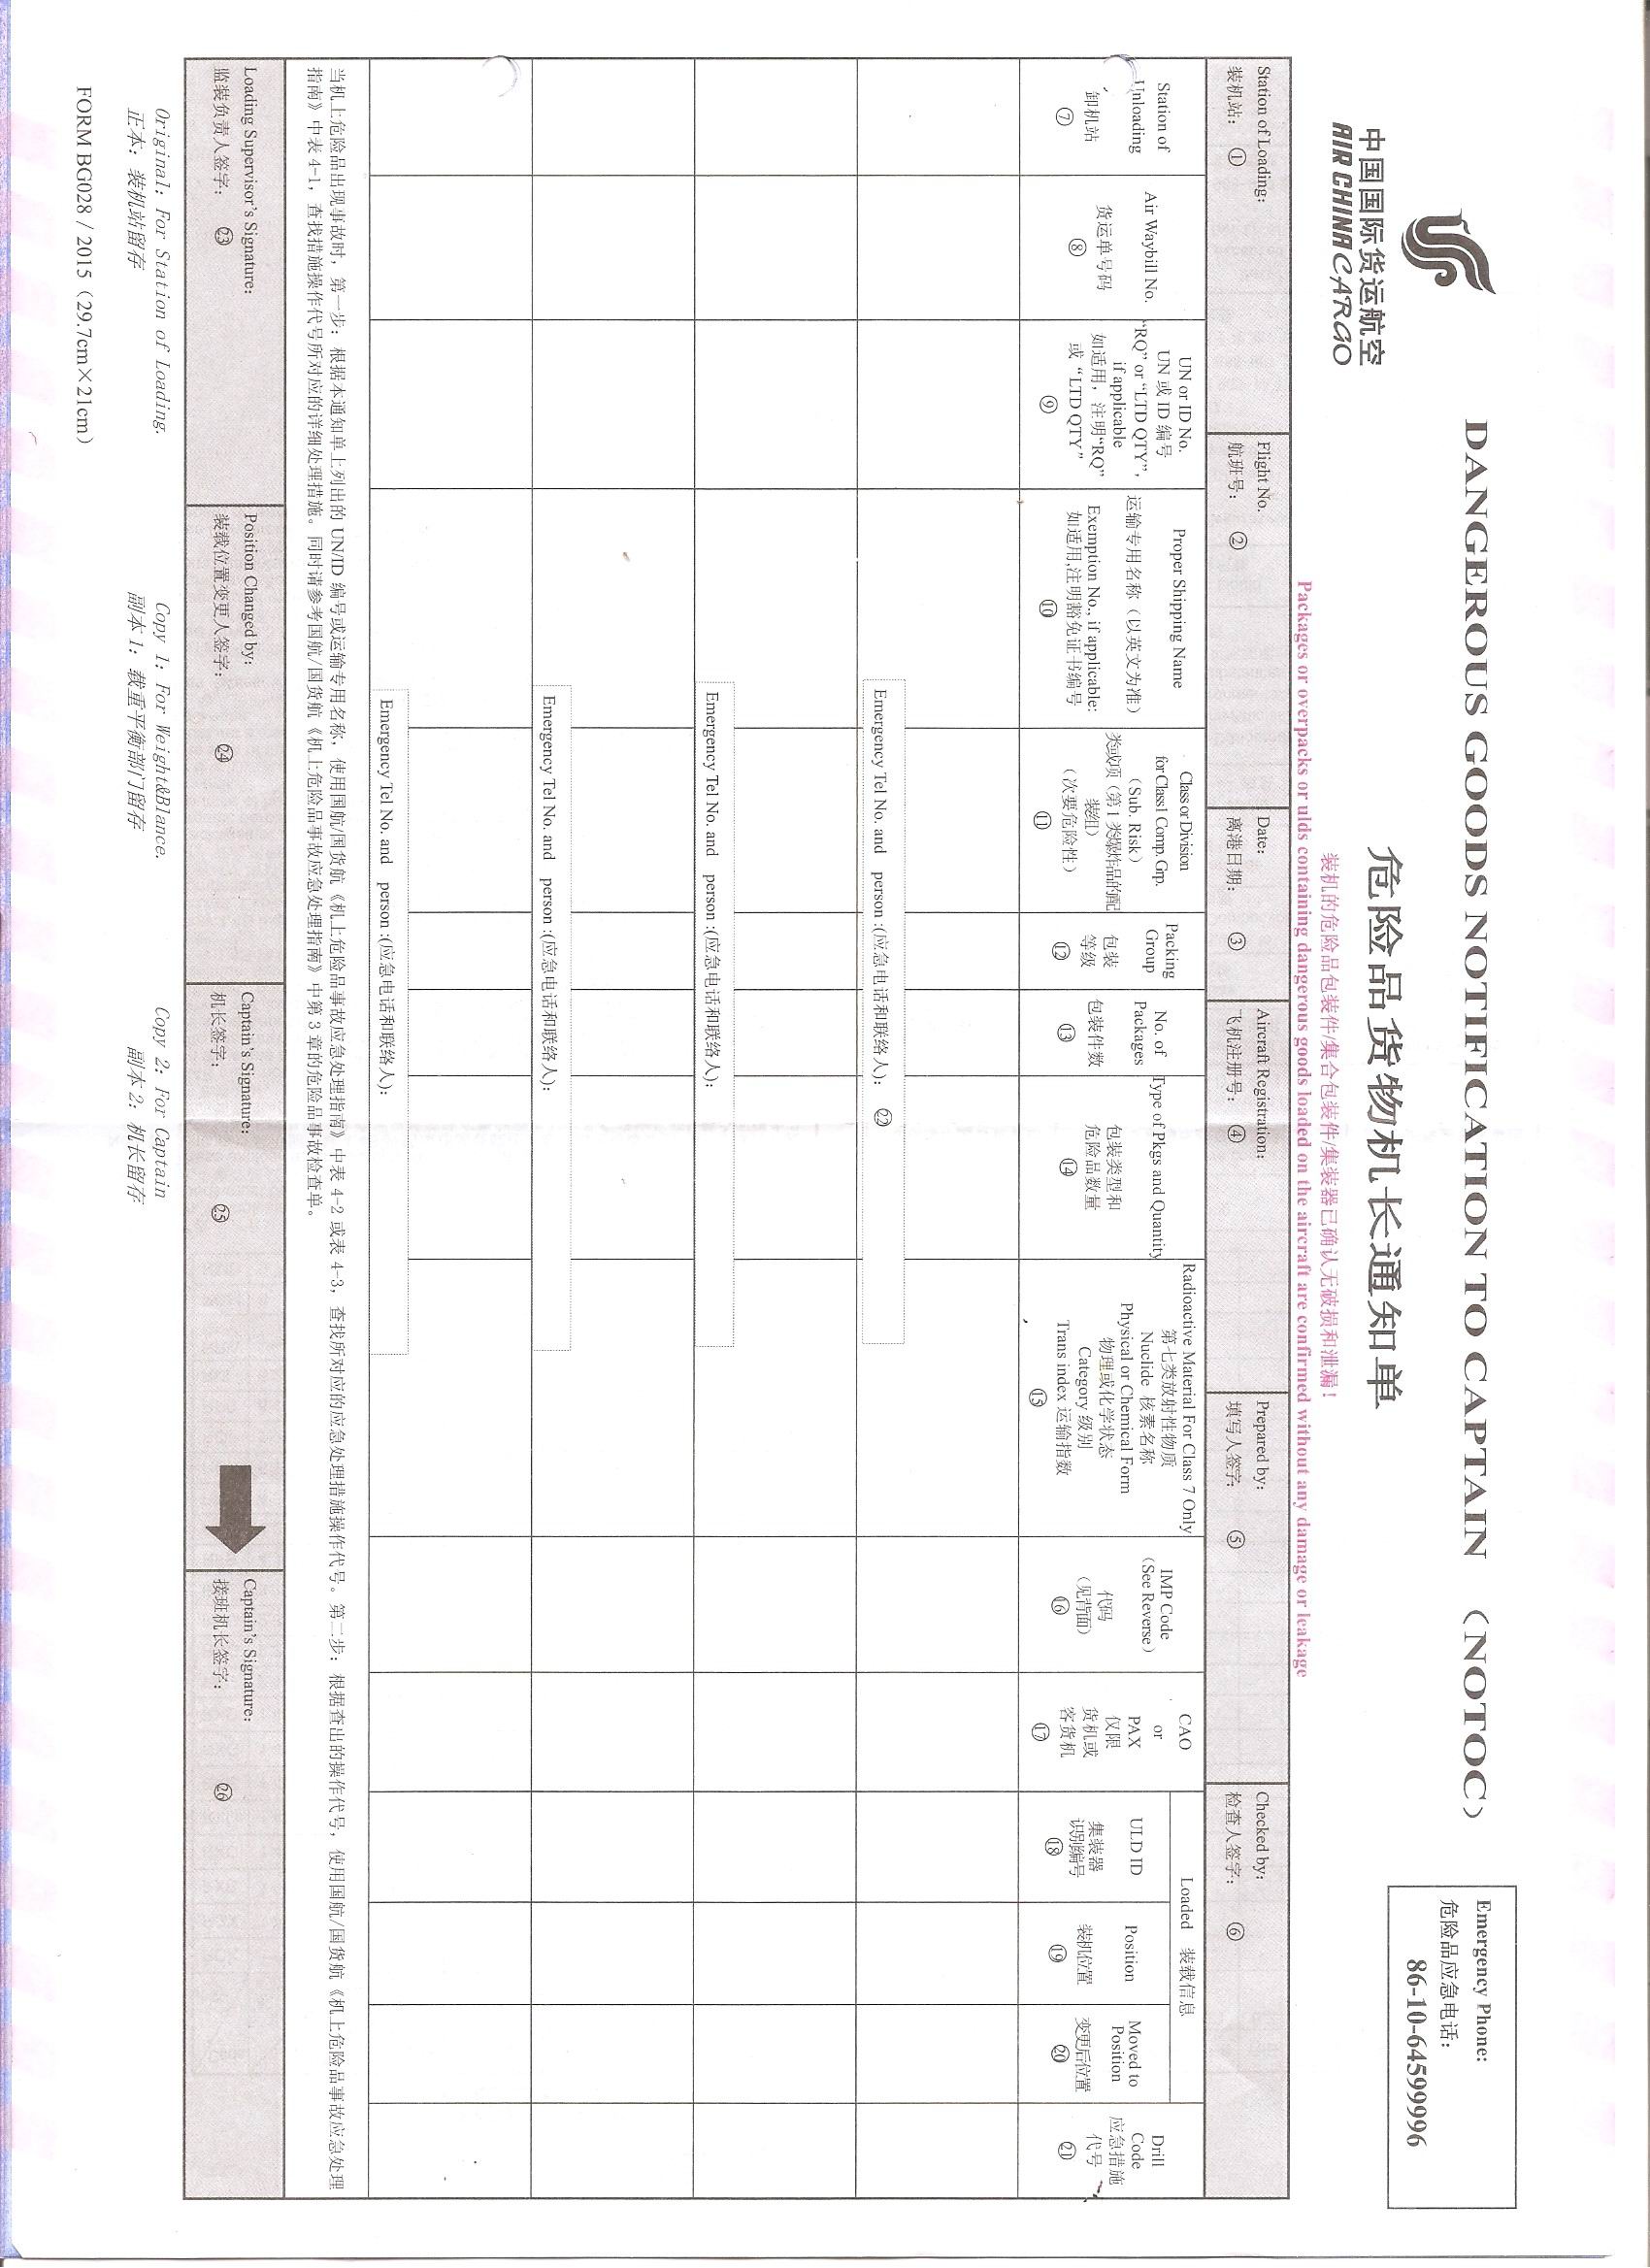 中国国际货运航空
AIR CHINA CARGO
DANGEROUS GOODS NOTIFICATION TO CAPTAIN (NOTOC)
危险品货物机长通知单
Emergency Phone:
危险品应急电话:
86-10-64599996
装机的危险品包装件/集合包装件/集装器已确认无破损和泄漏!
Packages or overpacks or ulds containing dangerous goods loaded on the aircraft are confirmed without any damage or leakage
Station of Loading:
装机站: ①
Flight No.
航班号: ②
Date:
离港日期: ③
Aircraft Registration:
飞机注册号: ④
Prepared by:
填写人签字: ⑤
Checked by:
检查人签字: ⑥
Station of
Unloading
卸机站
⑦
Air Waybill No.
货运单号码
⑧
UN or ID No.
UN 或 ID 编号
“RQ” or “LTD QTY”,
if applicable
如适用，注明“RQ”
或 “LTD QTY”
⑨
Proper Shipping Name
运输专用名称（以英文为准）
Exemption No., if applicable:
如适用,注明豁免证书编号
⑩
Class or Division
for Class1 Comp. Grp.
(Sub. Risk)
类或项（第1类爆炸品的配
装组）
（次要危险性）
⑪
Packing
Group
包装
等级
⑫
No. of
Packages
包装件数
⑬
Type of Pkgs and Quantity
包装类型和
危险品数量
⑭
Radioactive Material For Class 7 Only
第七类放射性物质
Nuclide 核素名称
Physical or Chemical Form
物理或化学状态
Category 级别
Trans index 运输指数
⑮
IMP Code
(See Reverse)
代码
(见背面)
⑯
CAO
or
PAX
仅限
货机或
客货机
⑰
Loaded 装载信息
ULD ID
集装器
识别编号
⑱
Position
装机位置
⑲
Moved to
Position
变更后位置
⑳
Drill
Code
应急措施
代号
㉑
Emergency Tel No. and person :(应急电话和联络人): ㉒
Emergency Tel No. and person :(应急电话和联络人):
Emergency Tel No. and person :(应急电话和联络人):
Emergency Tel No. and person :(应急电话和联络人):
当机上危险品出现事故时，第一步：根据本通知单上列出的 UN/ID 编号或运输专用名称，使用国航/国货航《机上危险品事故应急处理指南》中表 4-2 或表 4-3，查找所对应的应急处理措施操作代号。第二步：根据查出的操作代号，使用国航/国货航《机上危险品事故应急处理
指南》中表 4-1，查找措施操作代号所对应的详细处理措施。同时请参考国航/国货航《机上危险品事故应急处理指南》中第 3 章的危险品事故检查单。
Loading Supervisor's Signature:
监装负责人签字: ㉓
Position Changed by:
装载位置变更人签字: ㉔
Captain's Signature:
机长签字: ㉕
Captain's Signature:
接班机长签字: ㉖
Original: For Station of Loading.
正本: 装机站留存
Copy 1: For Weight&Blance.
副本 1: 载重平衡部门留存
Copy 2: For Captain
副本 2: 机长留存
FORM BG028 / 2015 (29.7cm×21cm)